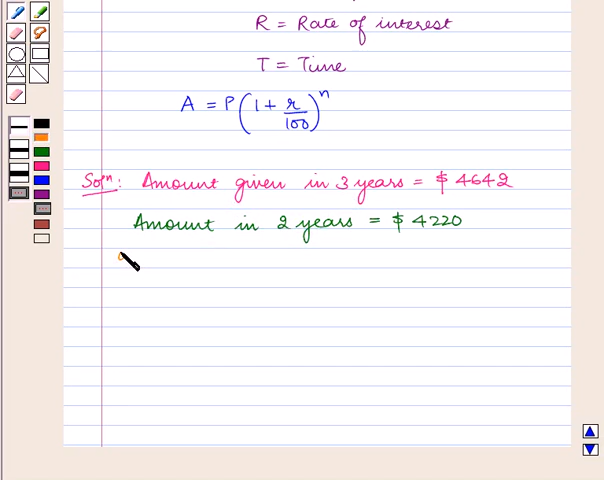 R = Rate of interest
T = Time
A = P(1 + r/100)^n
Solⁿ: Amount given in 3 years = $ 4642
Amount in 2 years = $ 4220